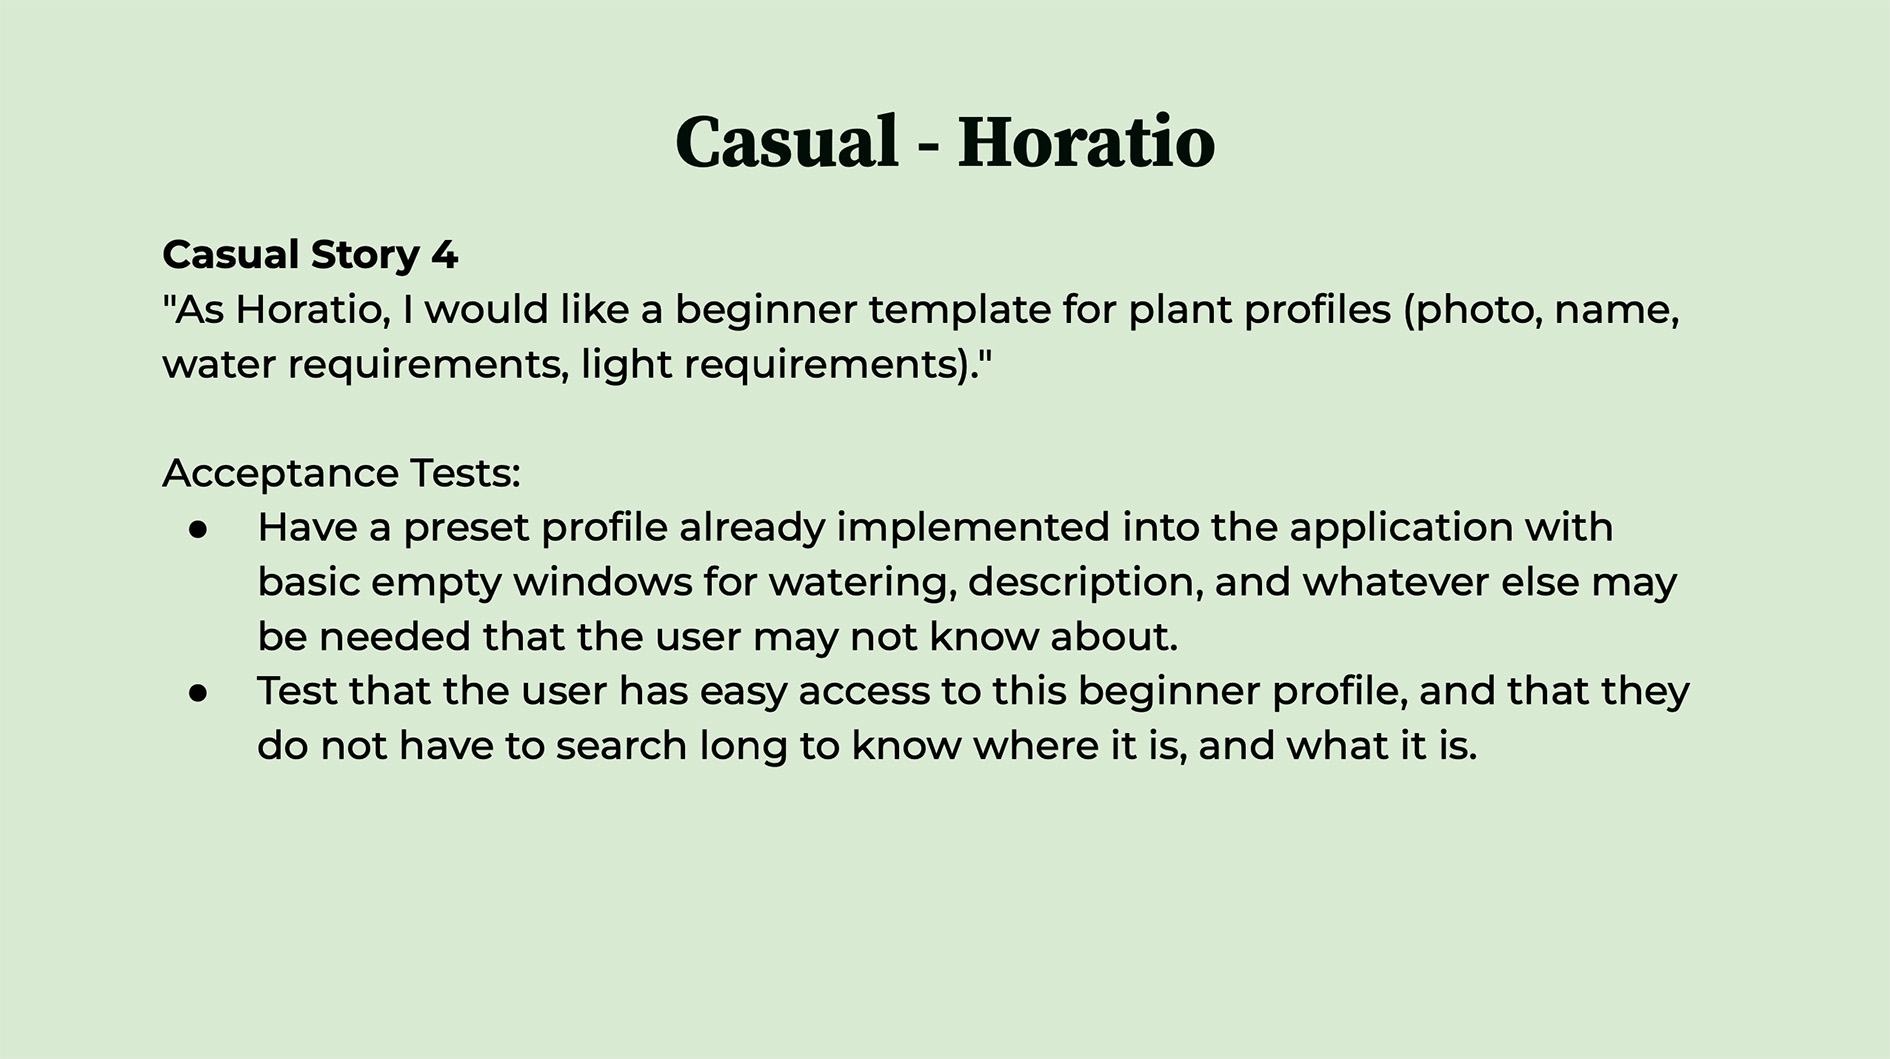 Casual - Horatio
Casual Story 4
"As Horatio, I would like a beginner template for plant profiles (photo, name,
water requirements, light requirements)."
Acceptance Tests:
● Have a preset profile already implemented into the application with
basic empty windows for watering, description, and whatever else may
be needed that the user may not know about.
● Test that the user has easy access to this beginner profile, and that they
do not have to search long to know where it is, and what it is.